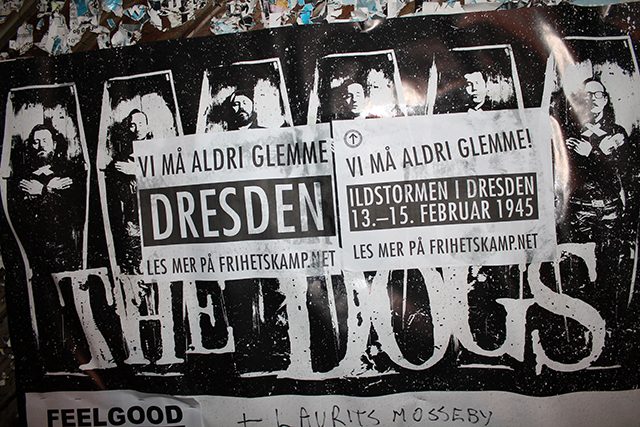 VI MÅ ALDRI GLEMME
DRESDEN
LES MER PÅ FRIHETSKAMP.NET
VI MÅ ALDRI GLEMME!
ILDSTORMEN I DRESDEN
13.–15. FEBRUAR 1945
LES MER PÅ FRIHETSKAMP.NET
THE DOGS
FEELGOOD
+ LAURITS MOSSEBY